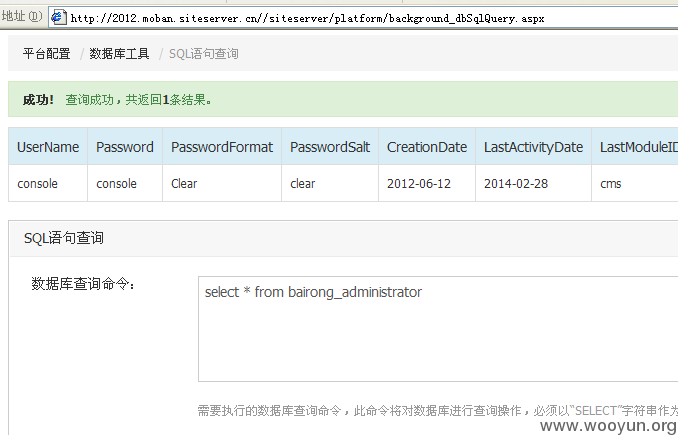 地址(D) http://2012.moban.siteserver.cn//siteserver/platform/background_dbSqlQuery.aspx
平台配置 / 数据库工具 / SQL语句查询
成功! 查询成功，共返回1条结果。
UserName Password PasswordFormat PasswordSalt CreationDate LastActivityDate LastModuleID
console console Clear clear 2012-06-12 2014-02-28 cms
SQL语句查询
数据库查询命令：
select * from bairong_administrator
需要执行的数据库查询命令，此命令将对数据库进行查询操作，必须以“SELECT”字符串作为
www.wooyun.org